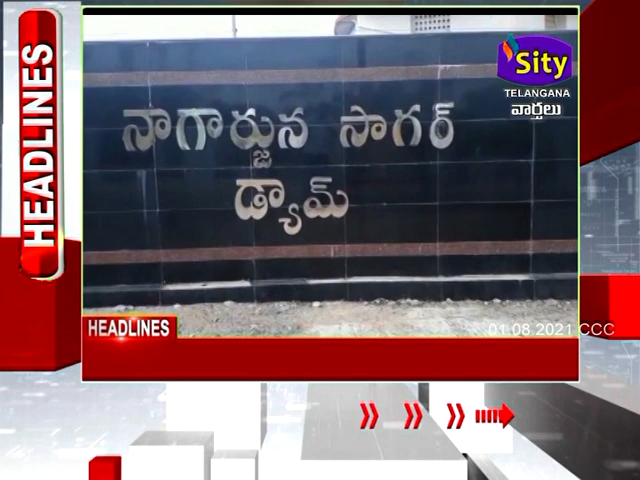 HEADLINES
Sity
TELANGANA
వార్తలు
నాగార్జున సాగర్
డ్యామ్
HEADLINES
01.08.2021 CCC